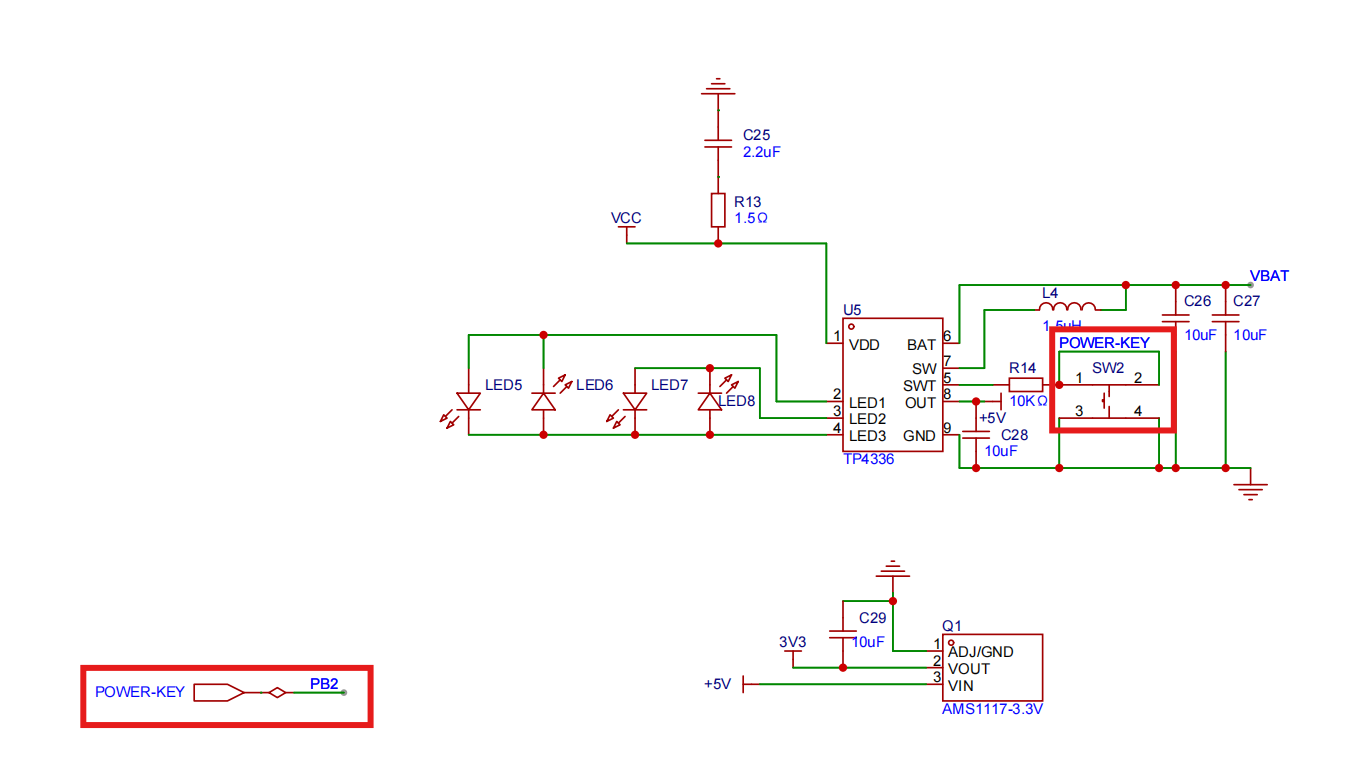 C25
2.2uF
R13
1.5Ω
VCC
VBAT
L4
1.5uH
C26
10uF
C27
10uF
U5
1
VDD
BAT
6
POWER-KEY
SW
7
R14
SW2
1
2
LED5
LED6
LED7
LED8
SWT
5
2
LED1
OUT
8
10KΩ
+5V
3
4
3
LED2
4
LED3
GND
9
C28
10uF
TP4336
C29
10uF
Q1
3V3
1
ADJ/GND
2
VOUT
3
VIN
+5V
AMS1117-3.3V
POWER-KEY
PB2